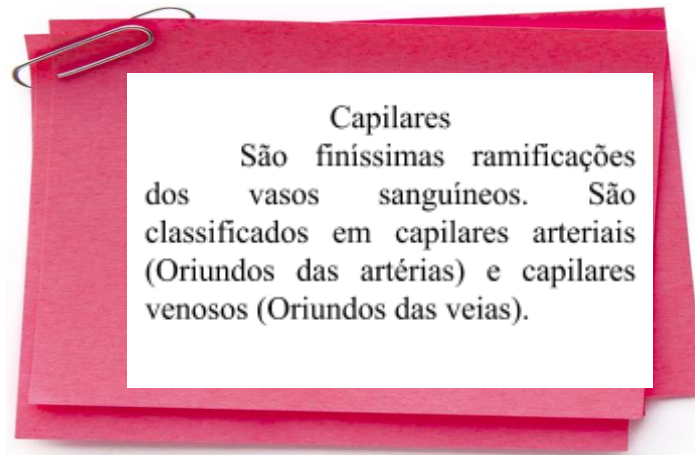 Capilares
São finíssimas ramificações
dos vasos sanguíneos. São
classificados em capilares arteriais
(Oriundos das artérias) e capilares
venosos (Oriundos das veias).